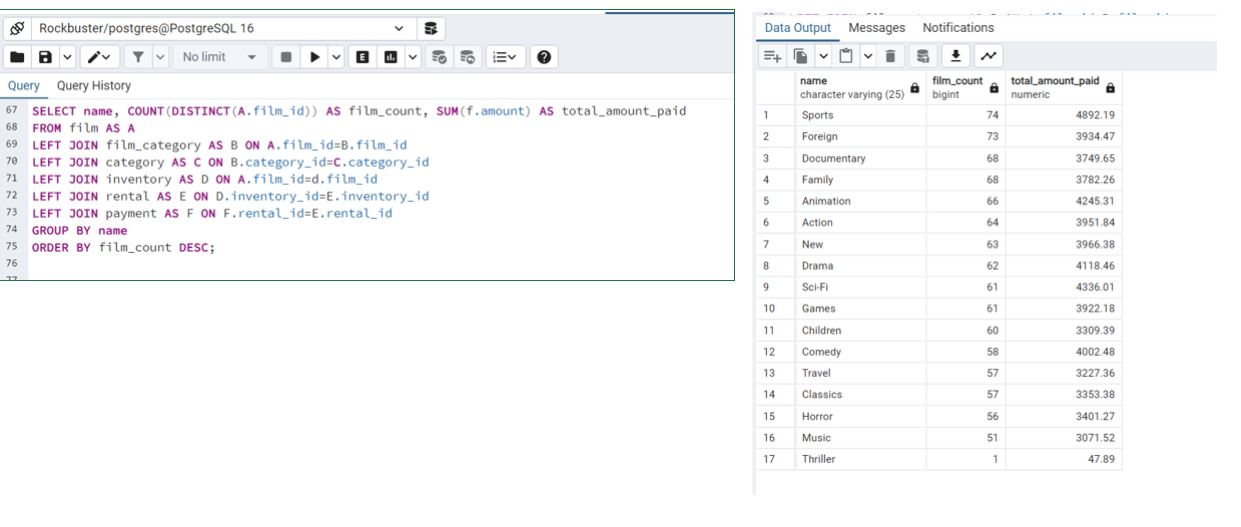 Rockbuster/postgres@PostgreSQL 16
No limit
E
Query Query History
67 SELECT name, COUNT(DISTINCT(A.film_id)) AS film_count, SUM(f.amount) AS total_amount_paid
68 FROM film AS A
69 LEFT JOIN film_category AS B ON A.film_id=B.film_id
70 LEFT JOIN category AS C ON B.category_id=C.category_id
71 LEFT JOIN inventory AS D ON A.film_id=d.film_id
72 LEFT JOIN rental AS E ON D.inventory_id=E.inventory_id
73 LEFT JOIN payment AS F ON F.rental_id=E.rental_id
74 GROUP BY name
75 ORDER BY film_count DESC;
76
77
Data Output Messages Notifications
name film_count total_amount_paid
character varying (25) bigint numeric
1 Sports 74 4892.19
2 Foreign 73 3934.47
3 Documentary 68 3749.65
4 Family 68 3782.26
5 Animation 66 4245.31
6 Action 64 3951.84
7 New 63 3966.38
8 Drama 62 4118.46
9 Sci-Fi 61 4336.01
10 Games 61 3922.18
11 Children 60 3309.39
12 Comedy 58 4002.48
13 Travel 57 3227.36
14 Classics 57 3353.38
15 Horror 56 3401.27
16 Music 51 3071.52
17 Thriller 1 47.89